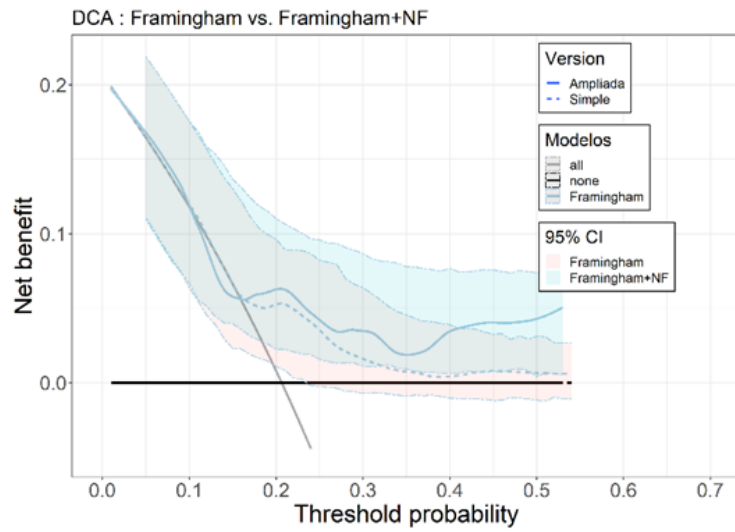 DCA : Framingham vs. Framingham+NF
Net benefit
0.2
0.1
0.0
Version
Ampliada
Simple
Modelos
all
none
Framingham
95% CI
Framingham
Framingham+NF
0.0 0.1 0.2 0.3 0.4 0.5 0.6 0.7
Threshold probability